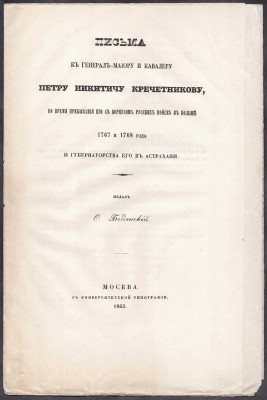 ПИСЬМА
КЪ ГЕНЕРАЛЪ-МАІОРУ И КАВАЛЕРУ
ПЕТРУ НИКИТИЧУ КРЕЧЕТНИКОВУ,
ВО ВРЕМЯ ПРЕБЫВАНІЯ ЕГО СЪ КОРПУСОМЪ РУССКИХЪ ВОЙСКЪ ВЪ ПОЛЬШѢ
1767 и 1768 года
И ГУБЕРНАТОРСТВА ЕГО ВЪ АСТРАХАНИ.
ИЗДАЛЪ
О. Бодянскій.
МОСКВА.
ВЪ УНИВЕРСИТЕТСКОЙ ТИПОГРАФІИ.
1863.